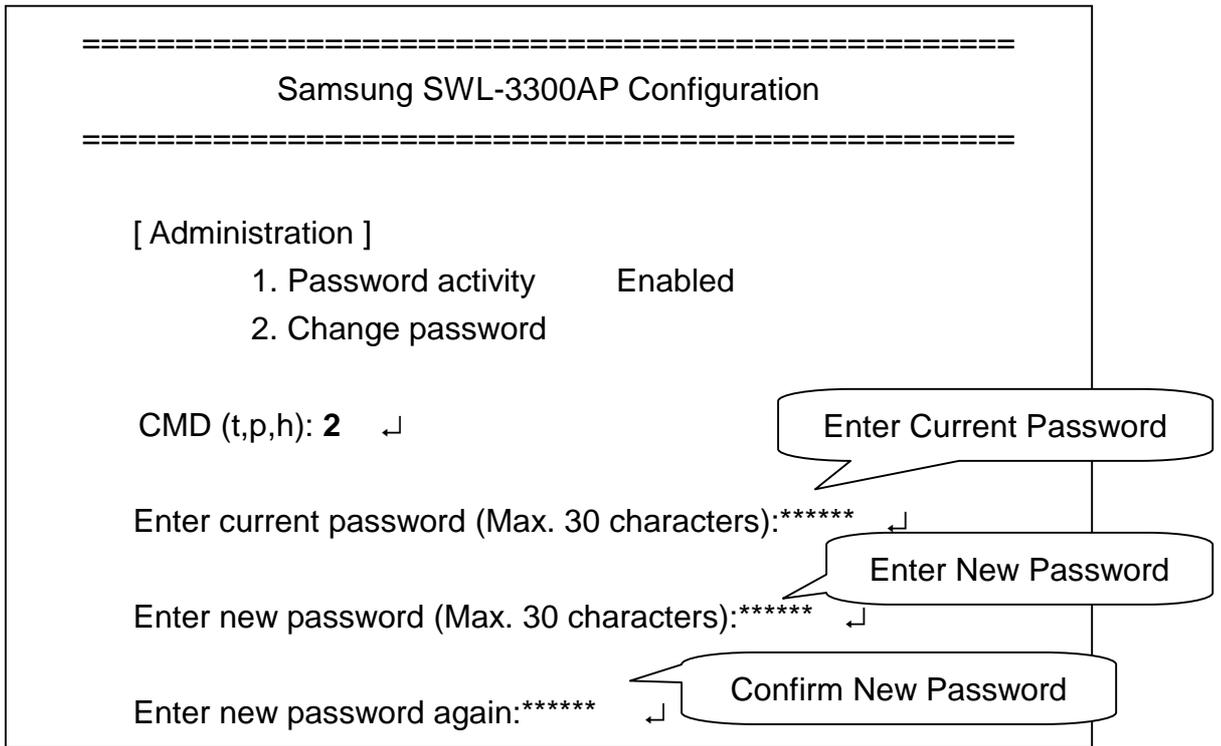 ==================================================
Samsung SWL-3300AP Configuration
==================================================
[ Administration ]
1. Password activity Enabled
2. Change password
CMD (t,p,h): 2 ↵
Enter Current Password
Enter current password (Max. 30 characters):****** ↵
Enter New Password
Enter new password (Max. 30 characters):****** ↵
Confirm New Password
Enter new password again:****** ↵